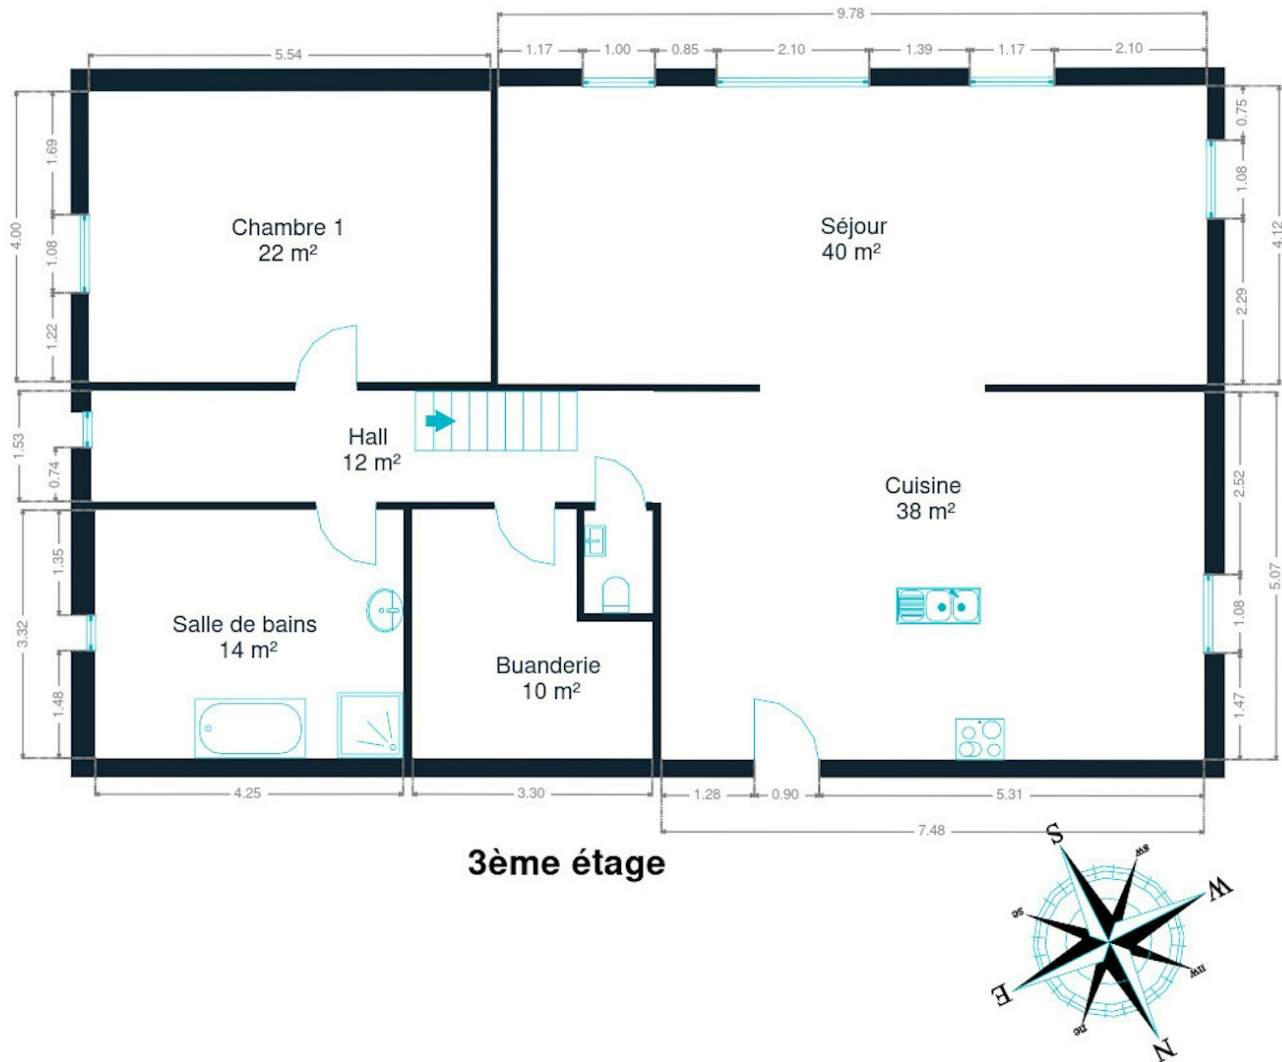 9.78
5.54
1.17
1.00
0.85
2.10
1.39
1.17
2.10
4.00
1.69
1.08
1.22
0.75
1.08
2.29
4.12
Chambre 1
22 m²
Séjour
40 m²
1.53
0.74
Hall
12 m²
Cuisine
38 m²
2.52
1.08
1.47
5.07
3.32
1.35
1.48
Salle de bains
14 m²
Buanderie
10 m²
4.25
3.30
1.28
0.90
5.31
7.48
3ème étage
S
sw
W
se
nw
E
ne
N